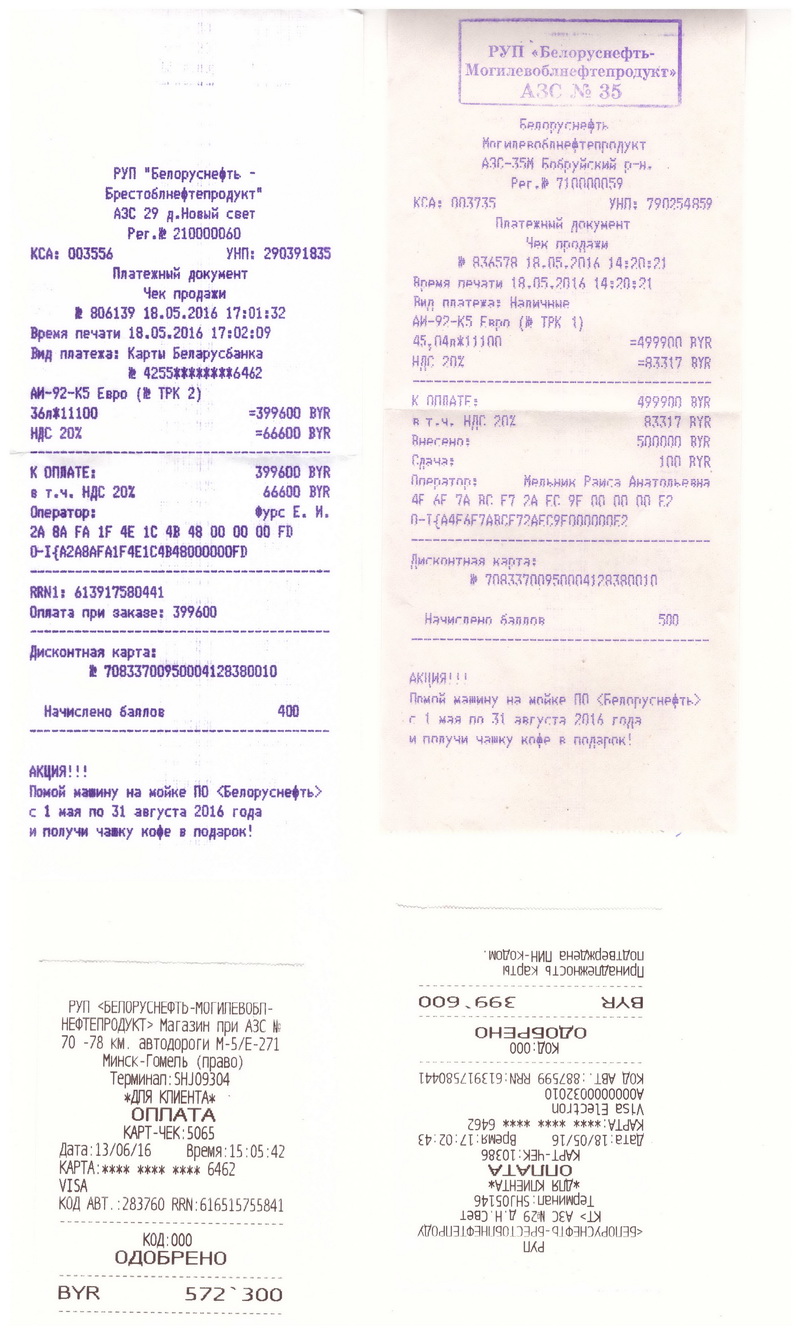 РУП "Белоруснефть -
Брестоблнефтепродукт"
АЗС 29 д.Новый свет
Рег.№ 210000060
КСА: 003556 УНП: 290391835
Платежный документ
Чек продажи
№ 806139 18.05.2016 17:01:32
Время печати 18.05.2016 17:02:09
Вид платежа: Карты Беларусбанка
№ 4255********6462
АИ-92-К5 Евро (№ ТРК 2)
36л*11100 =399600 BYR
НДС 20% =66600 BYR
К ОПЛАТЕ: 399600 BYR
в т.ч. НДС 20% 66600 BYR
Оператор: Фурс Е. И.
2A 8A FA 1F 4E 1C 4B 48 00 00 00 FD
0-I{A2A8AFA1F4E1C4B48000000FD
RRN1: 613917580441
Оплата при заказе: 399600
Дисконтная карта:
№ 70833700950004128380010
Начислено баллов 400
АКЦИЯ!!!
Помой машину на мойке ПО <Белоруснефть>
с 1 мая по 31 августа 2016 года
и получи чашку кофе в подарок!
РУП «Белоруснефть-
Могилевоблнефтепродукт»
АЗС № 35
Белоруснефть
Могилевоблнефтепродукт
АЗС-35М Бобруйский р-н.
Рег.№ 710000059
КСА: 003735 УНП: 790254859
Платежный документ
Чек продажи
№ 836578 18.05.2016 14:20:21
Время печати 18.05.2016 14:20:21
Вид платежа: Наличные
АИ-92-К5 Евро (№ ТРК 1)
45,04л*11100 =499900 BYR
НДС 20% =83317 BYR
К ОПЛАТЕ: 499900 BYR
в т.ч. НДС 20% 83317 BYR
Внесено: 500000 BYR
Сдача: 100 BYR
Оператор: Мельник Раиса Анатольевна
4F 6F 7A BC F7 2A FC 9F 00 00 00 F2
0-I{A4F6F7ABCF72AFC9F000000F2
Дисконтная карта:
№ 70833700950004128380010
Начислено баллов 500
АКЦИЯ!!!
Помой машину на мойке ПО <Белоруснефть>
с 1 мая по 31 августа 2016 года
и получи чашку кофе в подарок!
РУП <БЕЛОРУСНЕФТЬ-МОГИЛЕВОБЛ-
НЕФТЕПРОДУКТ> Магазин при АЗС №
70 -78 км. автодороги М-5/Е-271
Минск-Гомель (право)
Терминал:SHJ09304
*ДЛЯ КЛИЕНТА*
ОПЛАТА
КАРТ-ЧЕК:5065
Дата:13/06/16 Время:15:05:42
КАРТА:**** **** **** 6462
VISA
КОД АВТ.:283760 RRN:616515755841
КОД:000
ОДОБРЕНО
BYR 572`300
РУП
<БЕЛОРУСНЕФТЬ-БРЕСТОБЛНЕФТЕПРОДУ
КТ> АЗС №29 Д.Н.Свет
Терминал:SHJ05146
*ДЛЯ КЛИЕНТА*
ОПЛАТА
КАРТ-ЧЕК:10386
Дата:18/05/16 Время:17:02:43
КАРТА:**** **** **** 6462
Visa Electron
A0000000032010
КОД АВТ.:887599 RRN:613917580441
КОД:000
ОДОБРЕНО
BYR 399`600
Принадлежность карты
подтверждена ПИН-кодом.